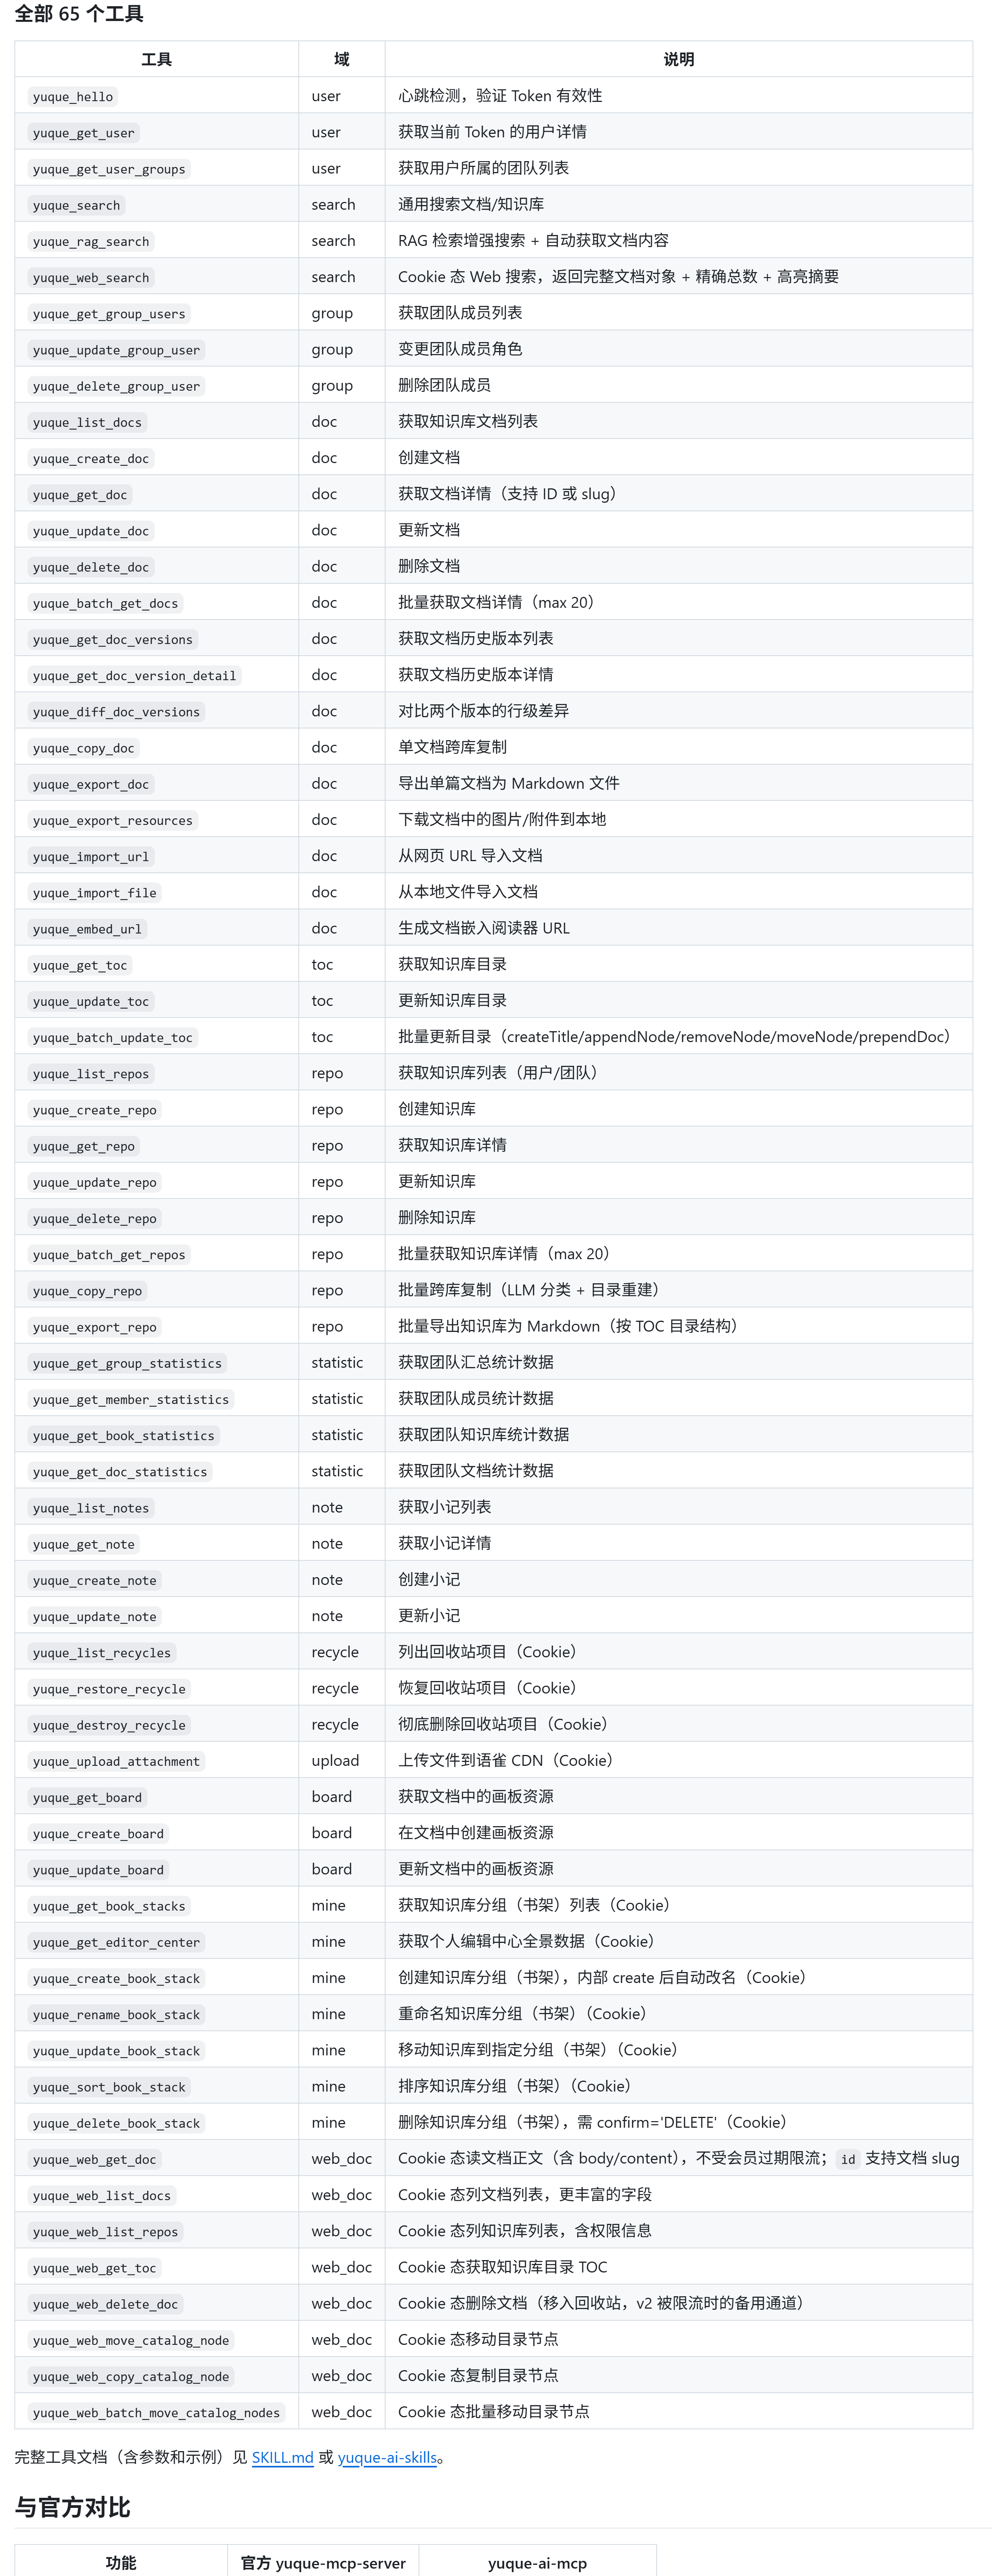 全部 65 个工具
工具 域 说明
yuque_hello user 心跳检测，验证 Token 有效性
yuque_get_user user 获取当前 Token 的用户详情
yuque_get_user_groups user 获取用户所属的团队列表
yuque_search search 通用搜索文档/知识库
yuque_rag_search search RAG 检索增强搜索 + 自动获取文档内容
yuque_web_search search Cookie 态 Web 搜索，返回完整文档对象 + 精确总数 + 高亮摘要
yuque_get_group_users group 获取团队成员列表
yuque_update_group_user group 变更团队成员角色
yuque_delete_group_user group 删除团队成员
yuque_list_docs doc 获取知识库文档列表
yuque_create_doc doc 创建文档
yuque_get_doc doc 获取文档详情（支持 ID 或 slug）
yuque_update_doc doc 更新文档
yuque_delete_doc doc 删除文档
yuque_batch_get_docs doc 批量获取文档详情（max 20）
yuque_get_doc_versions doc 获取文档历史版本列表
yuque_get_doc_version_detail doc 获取文档历史版本详情
yuque_diff_doc_versions doc 对比两个版本的行级差异
yuque_copy_doc doc 单文档跨库复制
yuque_export_doc doc 导出单篇文档为 Markdown 文件
yuque_export_resources doc 下载文档中的图片/附件到本地
yuque_import_url doc 从网页 URL 导入文档
yuque_import_file doc 从本地文件导入文档
yuque_embed_url doc 生成文档嵌入阅读器 URL
yuque_get_toc toc 获取知识库目录
yuque_update_toc toc 更新知识库目录
yuque_batch_update_toc toc 批量更新目录（createTitle/appendNode/removeNode/moveNode/prependDoc）
yuque_list_repos repo 获取知识库列表（用户/团队）
yuque_create_repo repo 创建知识库
yuque_get_repo repo 获取知识库详情
yuque_update_repo repo 更新知识库
yuque_delete_repo repo 删除知识库
yuque_batch_get_repos repo 批量获取知识库详情（max 20）
yuque_copy_repo repo 批量跨库复制（LLM 分类 + 目录重建）
yuque_export_repo repo 批量导出知识库为 Markdown（按 TOC 目录结构）
yuque_get_group_statistics statistic 获取团队汇总统计数据
yuque_get_member_statistics statistic 获取团队成员统计数据
yuque_get_book_statistics statistic 获取团队知识库统计数据
yuque_get_doc_statistics statistic 获取团队文档统计数据
yuque_list_notes note 获取小记列表
yuque_get_note note 获取小记详情
yuque_create_note note 创建小记
yuque_update_note note 更新小记
yuque_list_recycles recycle 列出回收站项目（Cookie）
yuque_restore_recycle recycle 恢复回收站项目（Cookie）
yuque_destroy_recycle recycle 彻底删除回收站项目（Cookie）
yuque_upload_attachment upload 上传文件到语雀 CDN（Cookie）
yuque_get_board board 获取文档中的画板资源
yuque_create_board board 在文档中创建画板资源
yuque_update_board board 更新文档中的画板资源
yuque_get_book_stacks mine 获取知识库分组（书架）列表（Cookie）
yuque_get_editor_center mine 获取个人编辑中心全景数据（Cookie）
yuque_create_book_stack mine 创建知识库分组（书架），内部 create 后自动改名（Cookie）
yuque_rename_book_stack mine 重命名知识库分组（书架）（Cookie）
yuque_update_book_stack mine 移动知识库到指定分组（书架）（Cookie）
yuque_sort_book_stack mine 排序知识库分组（书架）（Cookie）
yuque_delete_book_stack mine 删除知识库分组（书架），需 confirm='DELETE'（Cookie）
yuque_web_get_doc web_doc Cookie 态读文档正文（含 body/content），不受会员过期限流；id 支持文档 slug
yuque_web_list_docs web_doc Cookie 态列文档列表，更丰富的字段
yuque_web_list_repos web_doc Cookie 态列知识库列表，含权限信息
yuque_web_get_toc web_doc Cookie 态获取知识库目录 TOC
yuque_web_delete_doc web_doc Cookie 态删除文档（移入回收站，v2 被限流时的备用通道）
yuque_web_move_catalog_node web_doc Cookie 态移动目录节点
yuque_web_copy_catalog_node web_doc Cookie 态复制目录节点
yuque_web_batch_move_catalog_nodes web_doc Cookie 态批量移动目录节点
完整工具文档（含参数和示例）见 SKILL.md 或 yuque-ai-skills。
与官方对比
功能 官方 yuque-mcp-server yuque-ai-mcp